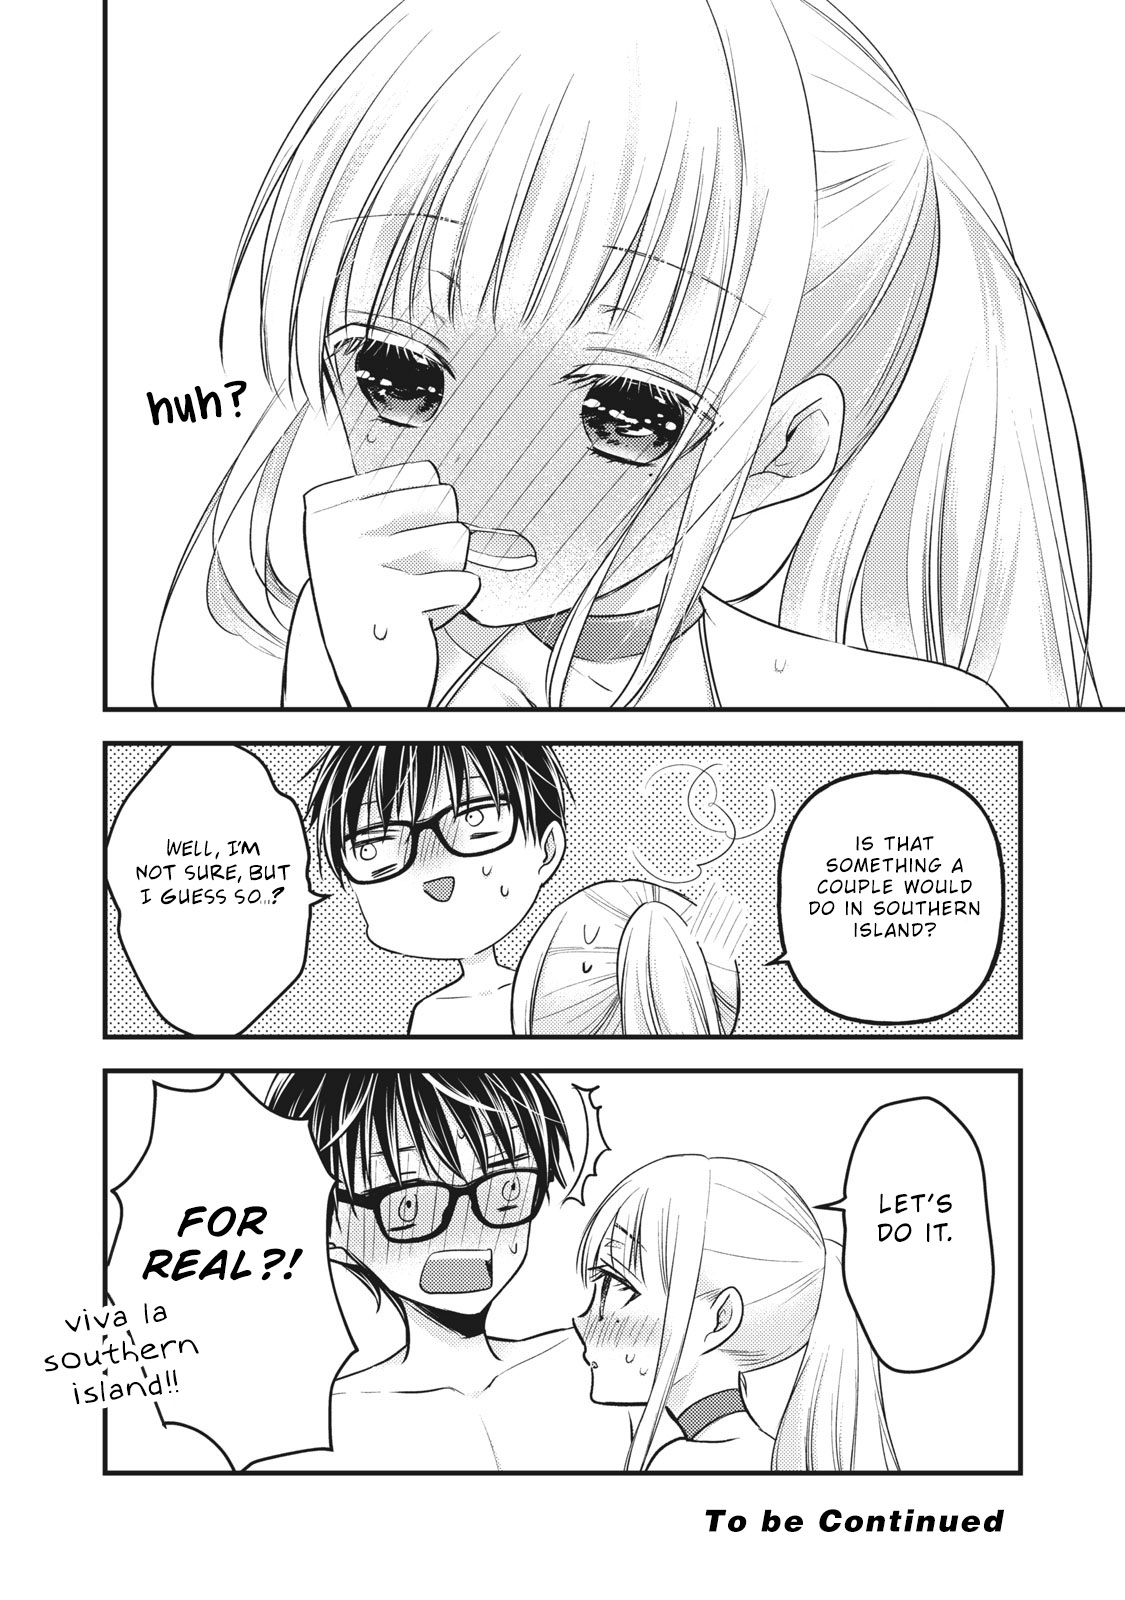 huh?
IS THAT
SOMETHING A
COUPLE WOULD
DO IN SOUTHERN
ISLAND?
WELL, I'M
NOT SURE, BUT
I GUESS SO...?
LET'S
DO IT.
FOR
REAL?!
viva la
southern
island!!
To be Continued